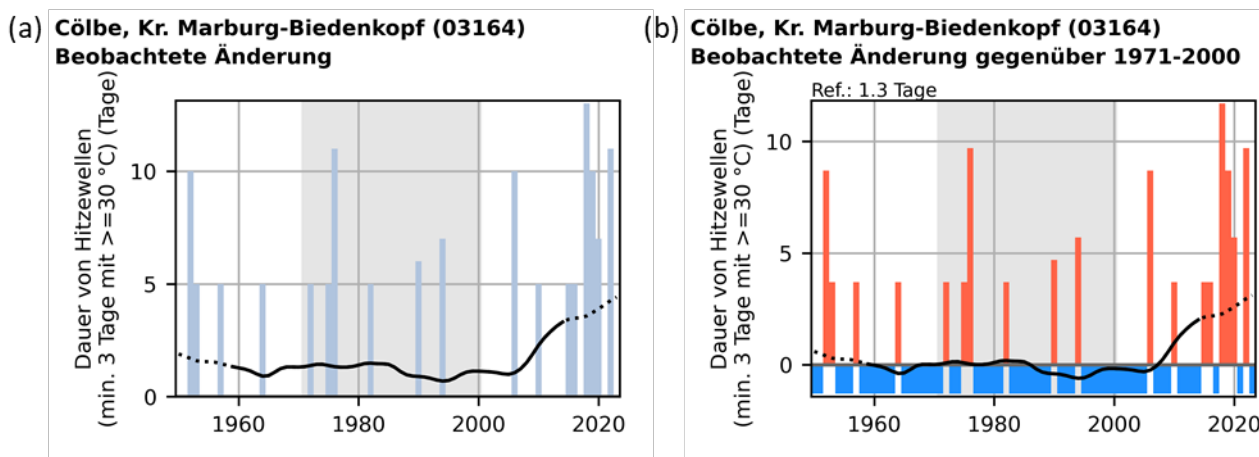 (a)
Cölbe, Kr. Marburg-Biedenkopf (03164)
Beobachtete Änderung
Dauer von Hitzewellen
(min. 3 Tage mit >=30 °C) (Tage)
10
5
0
1960
1980
2000
2020
(b)
Cölbe, Kr. Marburg-Biedenkopf (03164)
Beobachtete Änderung gegenüber 1971-2000
Ref.: 1.3 Tage
Dauer von Hitzewellen
(min. 3 Tage mit >=30 °C) (Tage)
10
5
0
1960
1980
2000
2020